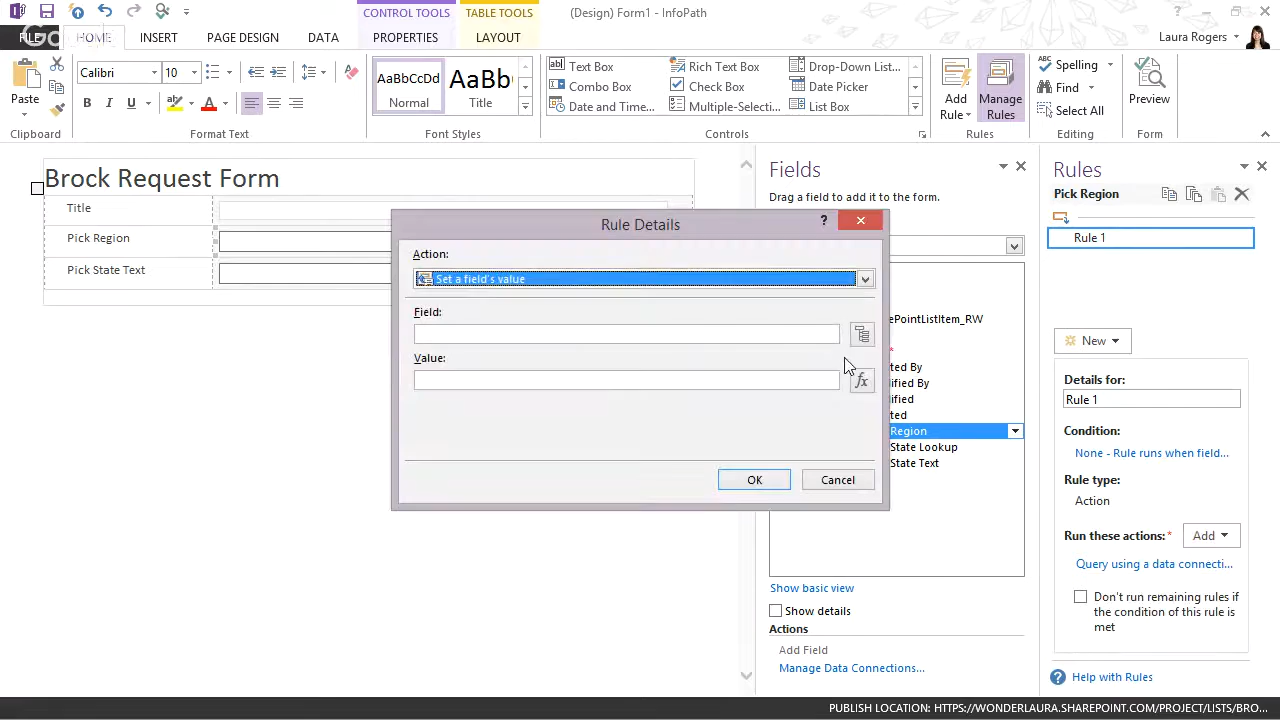 CONTROL TOOLS
TABLE TOOLS
(Design) Form1 - InfoPath
?
FILE
HOME
INSERT
PAGE DESIGN
DATA
PROPERTIES
LAYOUT
Laura Rogers
Paste
Clipboard
Calibri
10
B I U
A
Format Text
AaBbCcDd
Normal
AaBb(
Title
Font Styles
Text Box
Combo Box
Date and Time...
Rich Text Box
Check Box
Multiple-Selecti...
Drop-Down List...
Date Picker
List Box
Controls
Add
Rule
Manage
Rules
Rules
Spelling
Find
Select All
Editing
Preview
Form
Brock Request Form
Title
Pick Region
Pick State Text
Rule Details
?
Action:
Set a field's value
Field:
Value:
fx
OK
Cancel
Fields
Drag a field to add it to the form.
ePointListItem_RW
*
ted By
ified By
ified
ted
Region
State Lookup
State Text
Show basic view
Show details
Actions
Add Field
Manage Data Connections...
Rules
Pick Region
Rule 1
New
Details for:
Rule 1
Condition:
None - Rule runs when field...
Rule type:
Action
Run these actions: *
Add
Query using a data connecti...
Don't run remaining rules if
the condition of this rule is
met
Help with Rules
PUBLISH LOCATION: HTTPS://WONDERLAURA.SHAREPOINT.COM/PROJECT/LISTS/BRO...